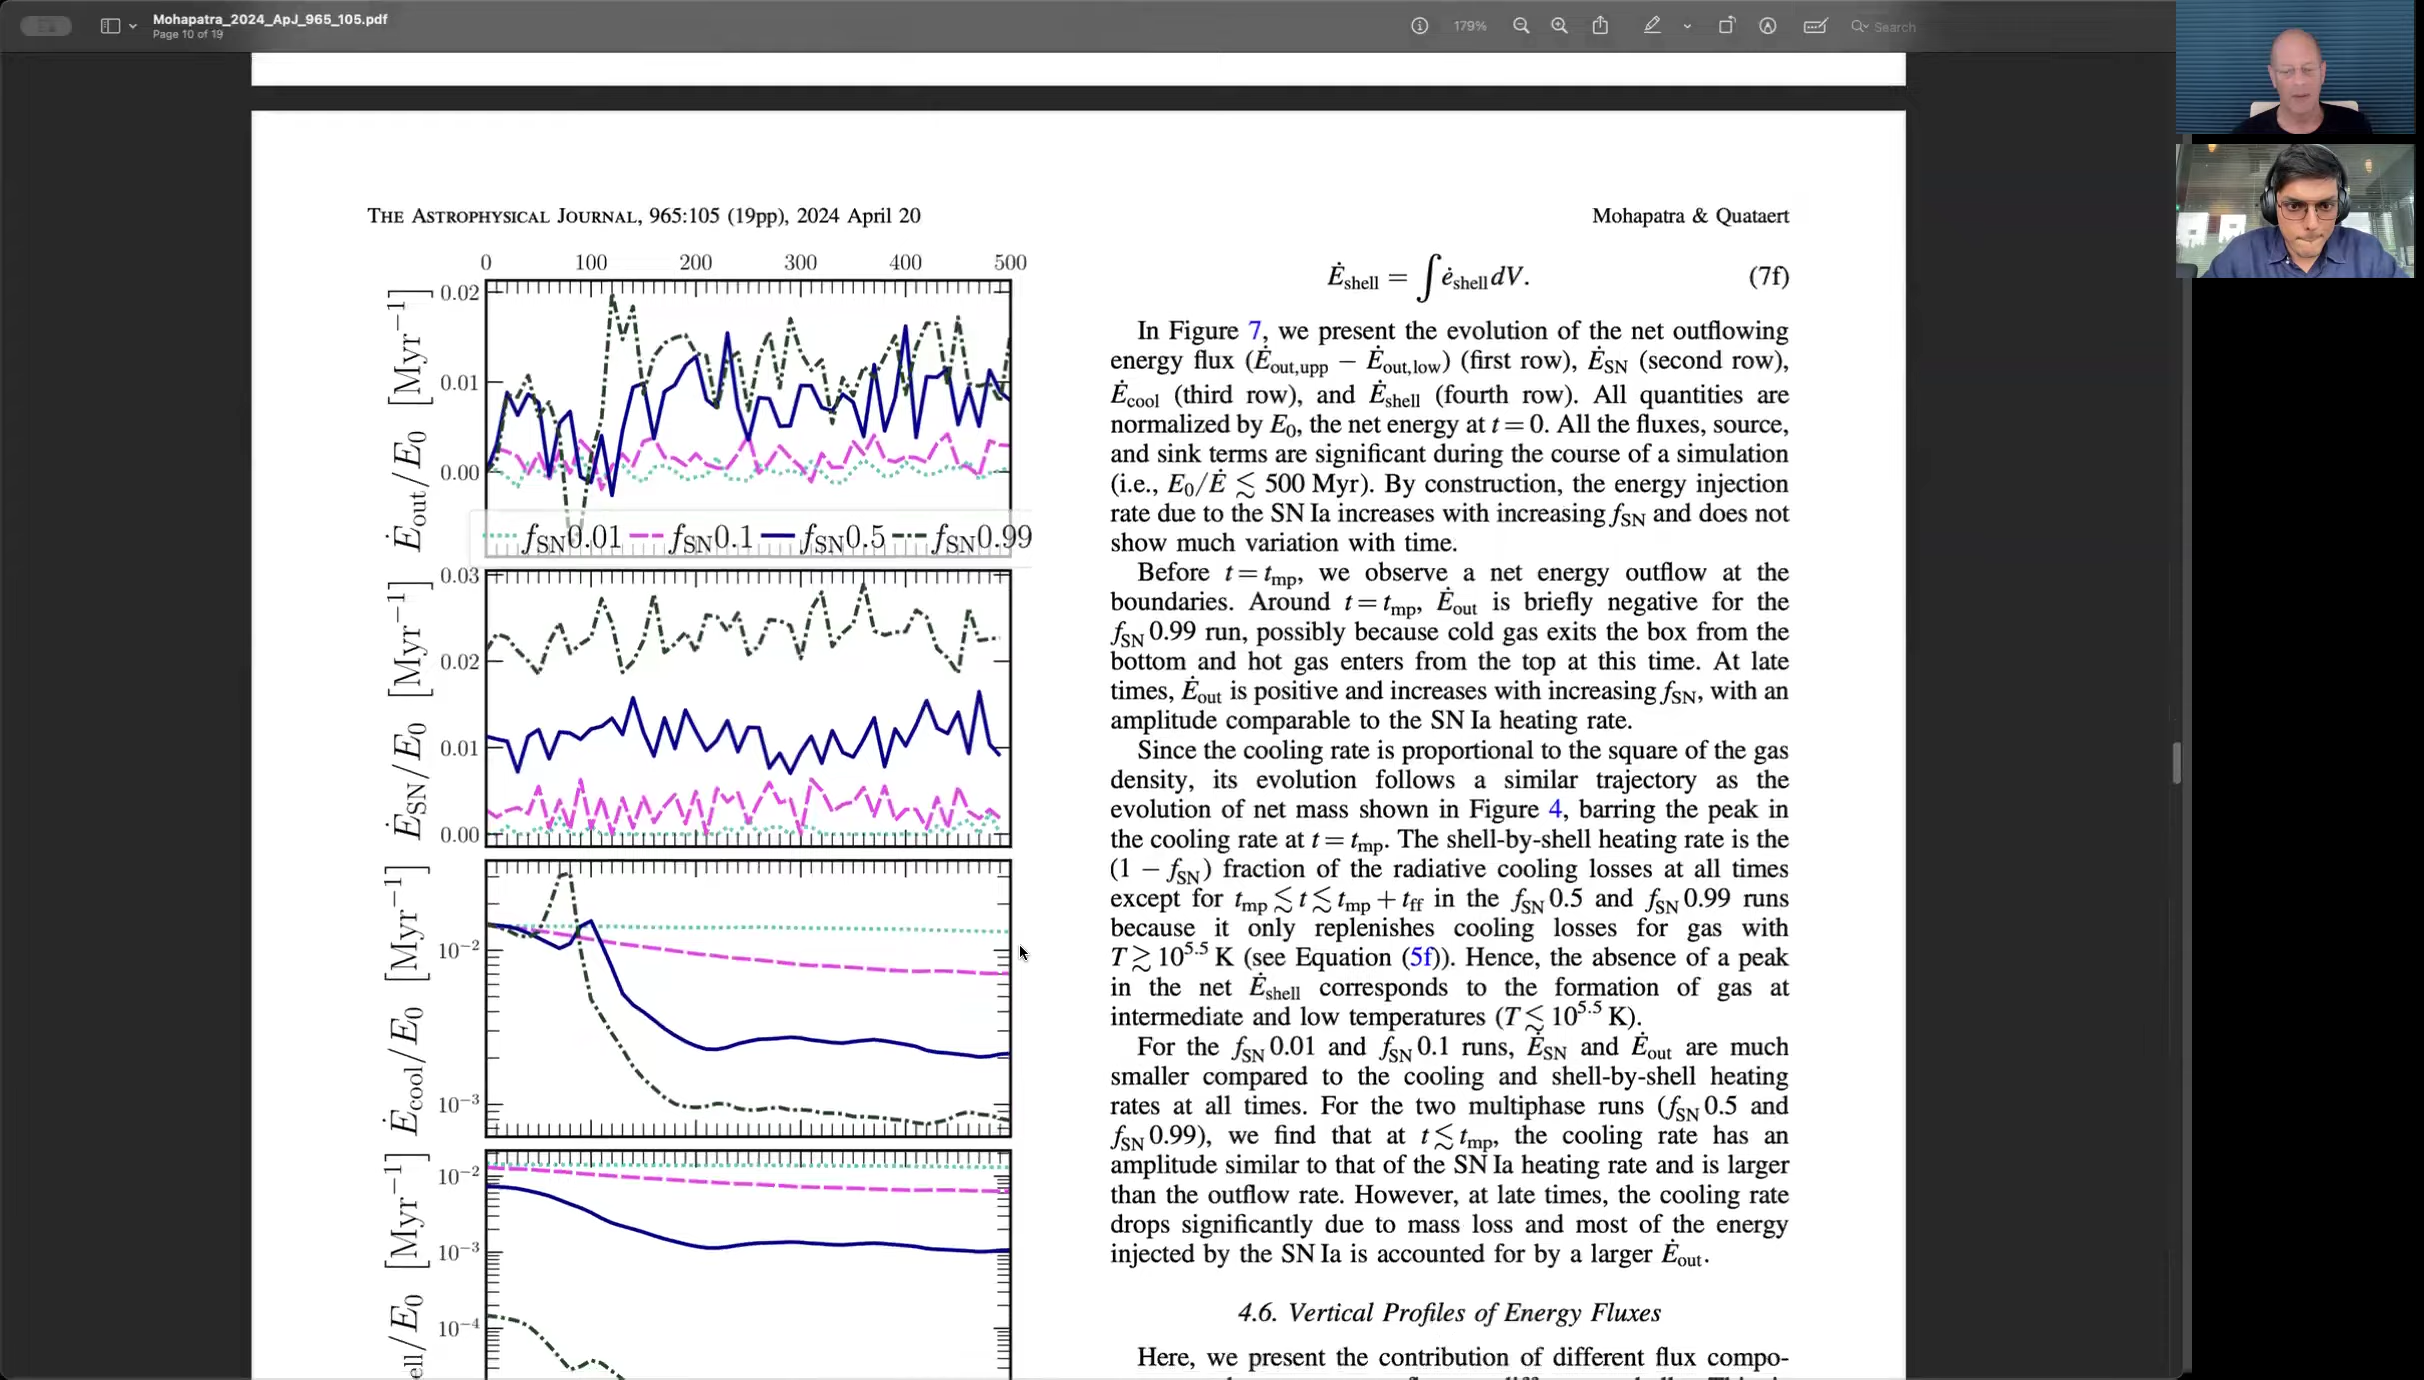 Mohapatra_2024_ApJ_965_105.pdf
Page 10 of 19
179%
Search
THE ASTROPHYSICAL JOURNAL, 965:105 (19pp), 2024 April 20
Mohapatra & Quataert
0 100 200 300 400 500
0.02
0.01
0.00
Ė_out/E_0 [Myr^−1]
f_SN0.01 f_SN0.1 f_SN0.5 f_SN0.99
0.03
0.02
0.01
0.00
Ė_SN/E_0 [Myr^−1]
10^−2
10^−3
Ė_cool/E_0 [Myr^−1]
10^−2
10^−3
10^−4
ell/E_0 [Myr^−1]
Ė_shell = ∫ ė_shell dV. (7f)
In Figure 7, we present the evolution of the net outflowing
energy flux (Ė_out,upp − Ė_out,low) (first row), Ė_SN (second row),
Ė_cool (third row), and Ė_shell (fourth row). All quantities are
normalized by E_0, the net energy at t = 0. All the fluxes, source,
and sink terms are significant during the course of a simulation
(i.e., E_0/Ė ≲ 500 Myr). By construction, the energy injection
rate due to the SN Ia increases with increasing f_SN and does not
show much variation with time.
Before t = t_mp, we observe a net energy outflow at the
boundaries. Around t = t_mp, Ė_out is briefly negative for the
f_SN 0.99 run, possibly because cold gas exits the box from the
bottom and hot gas enters from the top at this time. At late
times, Ė_out is positive and increases with increasing f_SN, with an
amplitude comparable to the SN Ia heating rate.
Since the cooling rate is proportional to the square of the gas
density, its evolution follows a similar trajectory as the
evolution of net mass shown in Figure 4, barring the peak in
the cooling rate at t = t_mp. The shell-by-shell heating rate is the
(1 − f_SN) fraction of the radiative cooling losses at all times
except for t_mp ≲ t ≲ t_mp + t_ff in the f_SN 0.5 and f_SN 0.99 runs
because it only replenishes cooling losses for gas with
T ≳ 10^5.5 K (see Equation (5f)). Hence, the absence of a peak
in the net Ė_shell corresponds to the formation of gas at
intermediate and low temperatures (T ≲ 10^5.5 K).
For the f_SN 0.01 and f_SN 0.1 runs, Ė_SN and Ė_out are much
smaller compared to the cooling and shell-by-shell heating
rates at all times. For the two multiphase runs (f_SN 0.5 and
f_SN 0.99), we find that at t ≲ t_mp, the cooling rate has an
amplitude similar to that of the SN Ia heating rate and is larger
than the outflow rate. However, at late times, the cooling rate
drops significantly due to mass loss and most of the energy
injected by the SN Ia is accounted for by a larger Ė_out.
4.6. Vertical Profiles of Energy Fluxes
Here, we present the contribution of different flux compo-